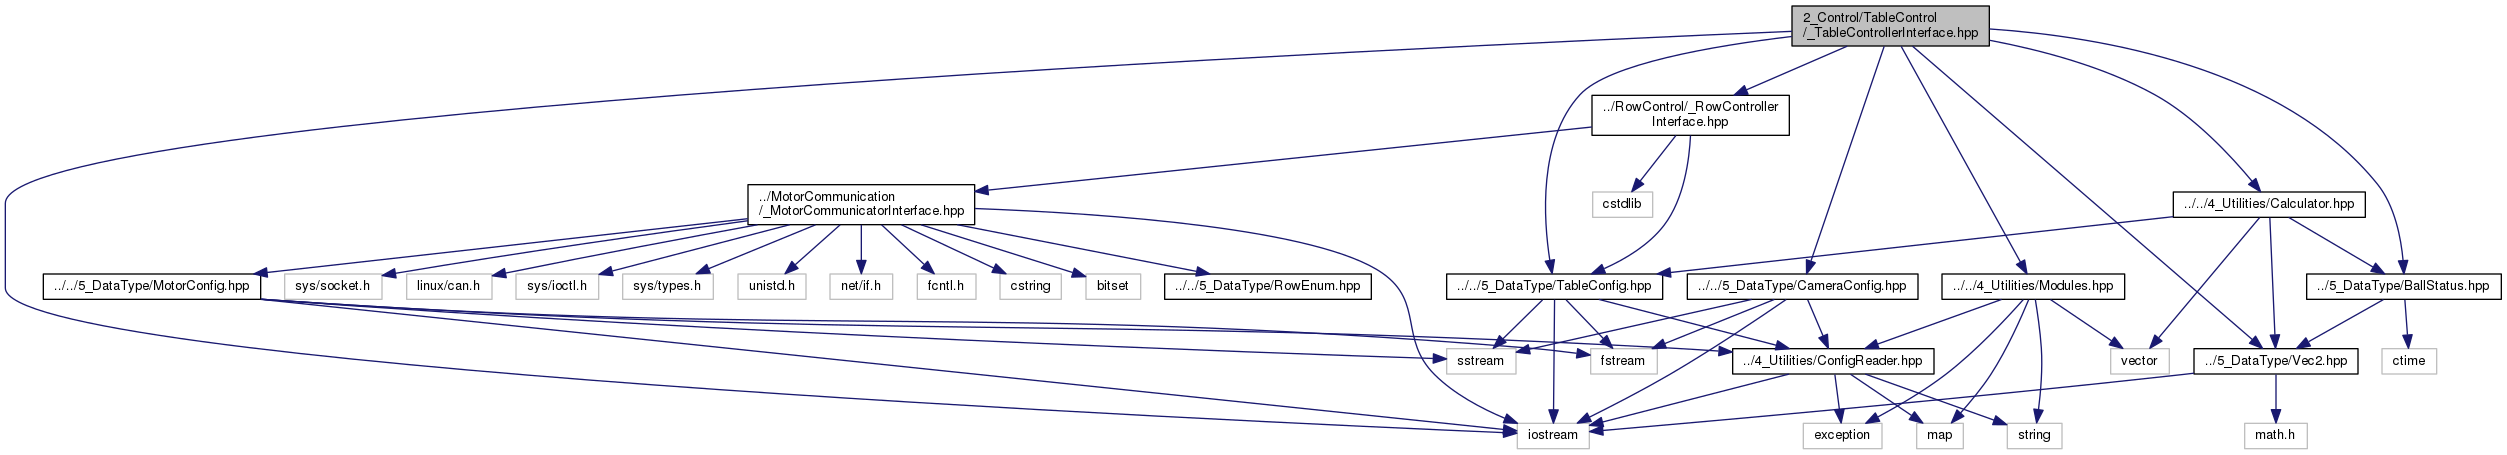 2_Control/TableControl
/_TableControllerInterface.hpp
../RowControl/_RowController
Interface.hpp
../MotorCommunication
/_MotorCommunicatorInterface.hpp
cstdlib
../../4_Utilities/Calculator.hpp
../../5_DataType/MotorConfig.hpp
sys/socket.h
linux/can.h
sys/ioctl.h
sys/types.h
unistd.h
net/if.h
fcntl.h
cstring
bitset
../../5_DataType/RowEnum.hpp
../../5_DataType/TableConfig.hpp
../../5_DataType/CameraConfig.hpp
../../4_Utilities/Modules.hpp
../5_DataType/BallStatus.hpp
sstream
fstream
../4_Utilities/ConfigReader.hpp
vector
../5_DataType/Vec2.hpp
ctime
iostream
exception
map
string
math.h